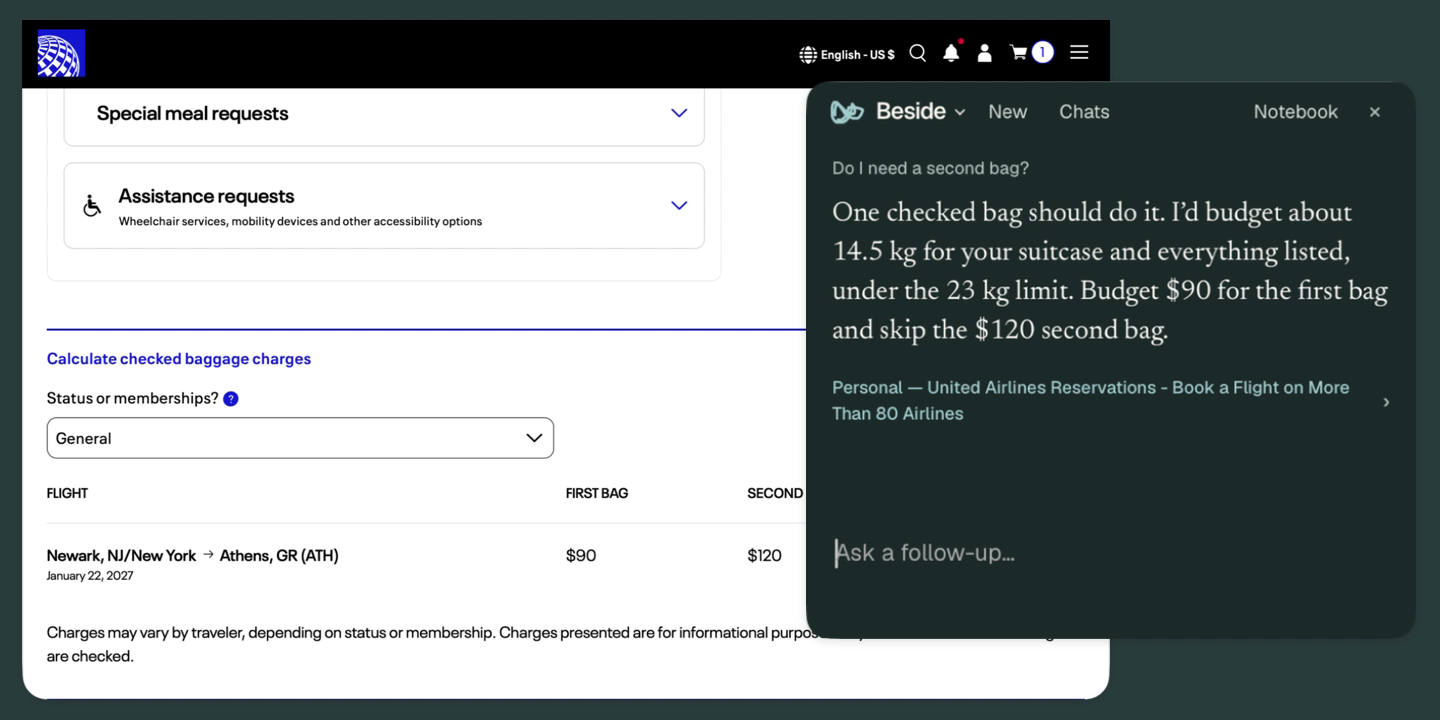 English - US $
1
Special meal requests
Assistance requests
Wheelchair services, mobility devices and other accessibility options
Calculate checked baggage charges
Status or memberships? ?
General
FLIGHT FIRST BAG SECOND
Newark, NJ/New York → Athens, GR (ATH) $90 $120
January 22, 2027
Charges may vary by traveler, depending on status or membership. Charges presented are for informational
are checked.
Beside New Chats Notebook ×
Do I need a second bag?
One checked bag should do it. I’d budget about
14.5 kg for your suitcase and everything listed,
under the 23 kg limit. Budget $90 for the first bag
and skip the $120 second bag.
Personal — United Airlines Reservations - Book a Flight on More
Than 80 Airlines
Ask a follow-up...